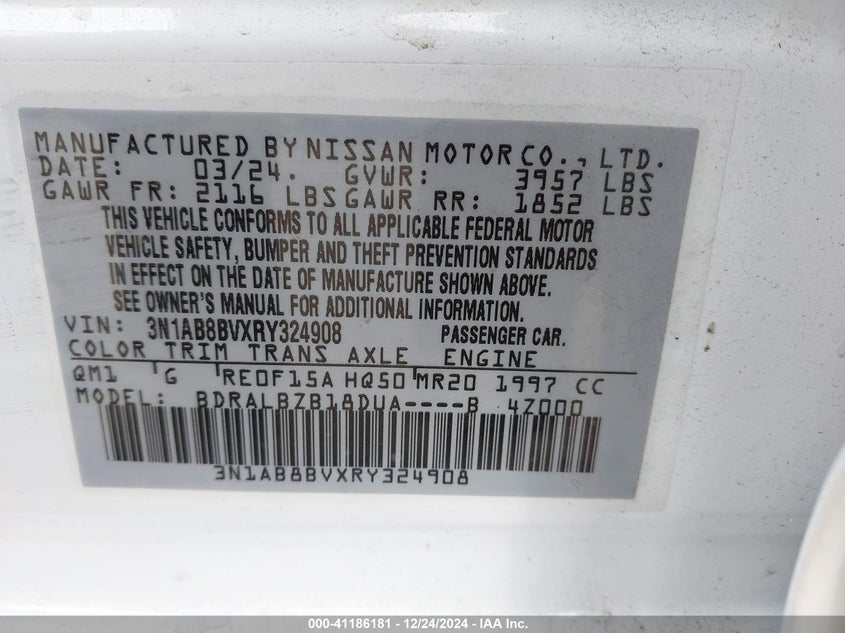 MANUFACTURED BY NISSAN MOTOR CO., LTD.
DATE: 03/24. GVWR: 3957 LBS
GAWR FR: 2116 LBS GAWR RR: 1852 LBS
THIS VEHICLE CONFORMS TO ALL APPLICABLE FEDERAL MOTOR
VEHICLE SAFETY, BUMPER AND THEFT PREVENTION STANDARDS
IN EFFECT ON THE DATE OF MANUFACTURE SHOWN ABOVE.
SEE OWNER'S MANUAL FOR ADDITIONAL INFORMATION.
VIN: 3N1AB8BVXRY324908 PASSENGER CAR.
COLOR TRIM TRANS AXLE ENGINE
QM1 G RE0F15A HQ50 MR20 1997 CC
MODEL: BDRALBZB18DUA----B 4Z000
3N1AB8BVXRY324908
000-41186181 - 12/24/2024 - IAA Inc.